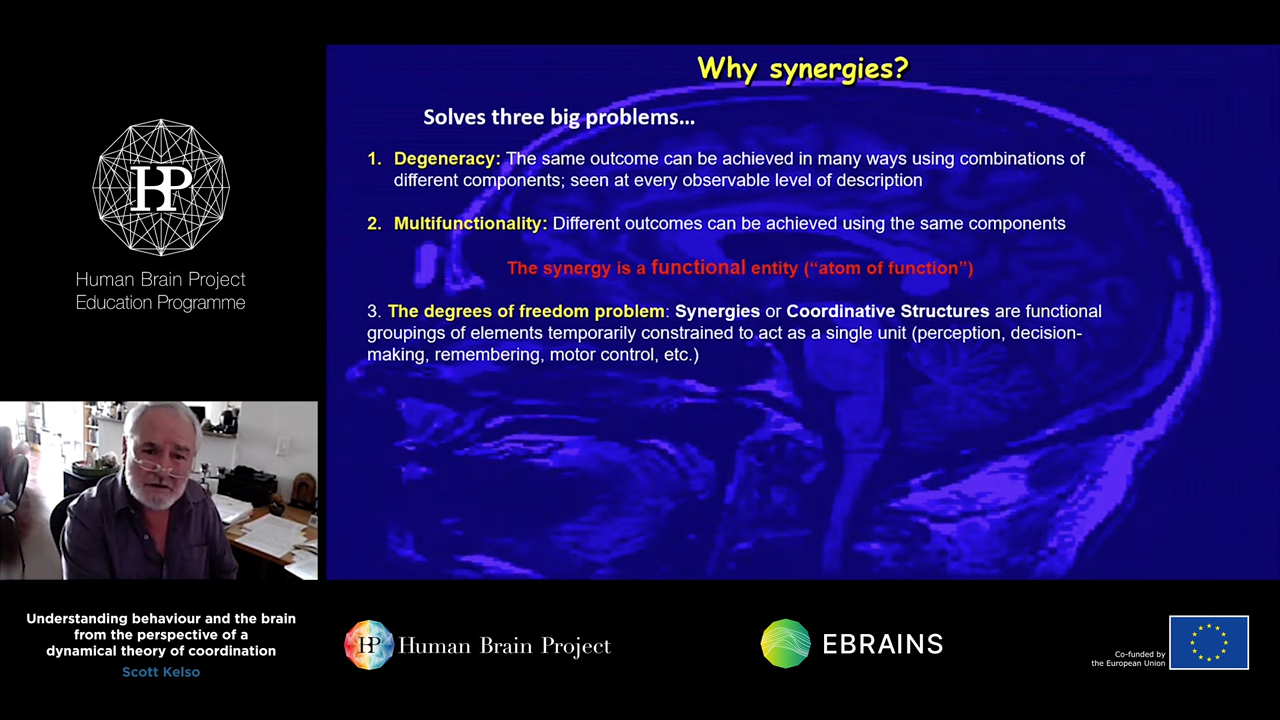 Why synergies?
Solves three big problems...
1. Degeneracy: The same outcome can be achieved in many ways using combinations of
different components; seen at every observable level of description
2. Multifunctionality: Different outcomes can be achieved using the same components
The synergy is a functional entity (“atom of function”)
3. The degrees of freedom problem: Synergies or Coordinative Structures are functional
groupings of elements temporarily constrained to act as a single unit (perception, decision-
making, remembering, motor control, etc.)
HP
Human Brain Project
Education Programme
Understanding behaviour and the brain
from the perspective of a
dynamical theory of coordination
Scott Kelso
HP Human Brain Project
EBRAINS
Co-funded by
the European Union